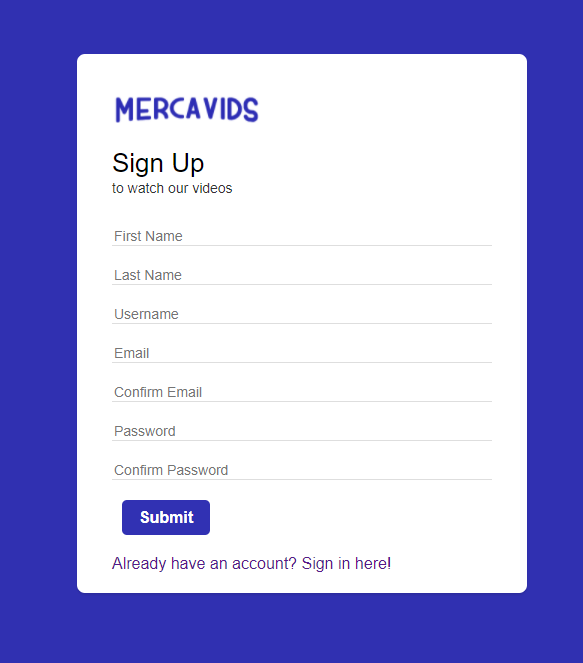 MERCAVIDS
Sign Up
to watch our videos
First Name
Last Name
Username
Email
Confirm Email
Password
Confirm Password
Submit
Already have an account? Sign in here!